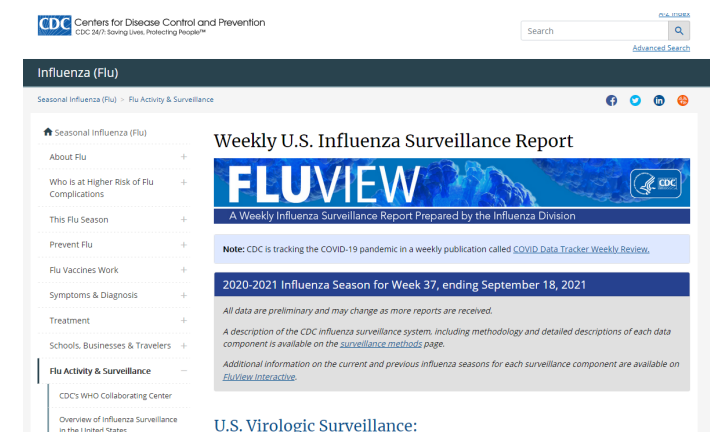 A-Z Index
CDC Centers for Disease Control and Prevention
CDC 24/7: Saving Lives, Protecting People™
Search
Advanced Search
Influenza (Flu)
Seasonal Influenza (Flu) > Flu Activity & Surveillance
Seasonal Influenza (Flu)
About Flu
Who is at Higher Risk of Flu
Complications
This Flu Season
Prevent Flu
Flu Vaccines Work
Symptoms & Diagnosis
Treatment
Schools, Businesses & Travelers
Flu Activity & Surveillance
CDC's WHO Collaborating Center
Overview of Influenza Surveillance
in the United States
Weekly U.S. Influenza Surveillance Report
FLUVIEW
CDC
A Weekly Influenza Surveillance Report Prepared by the Influenza Division
Note: CDC is tracking the COVID-19 pandemic in a weekly publication called COVID Data Tracker Weekly Review.
2020-2021 Influenza Season for Week 37, ending September 18, 2021
All data are preliminary and may change as more reports are received.
A description of the CDC influenza surveillance system, including methodology and detailed descriptions of each data
component is available on the surveillance methods page.
Additional information on the current and previous influenza seasons for each surveillance component are available on
FluView Interactive.
U.S. Virologic Surveillance: